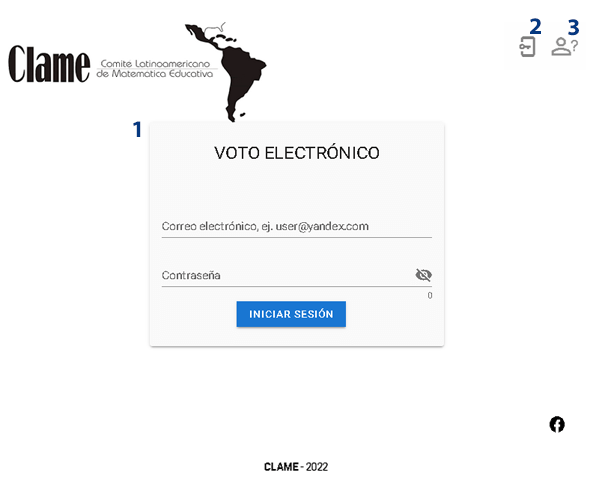 2
3
Clame
Comite Latinoamericano
de Matematica Educativa
1
VOTO ELECTRÓNICO
Correo electrónico, ej. user@yandex.com
Contraseña
0
INICIAR SESIÓN
CLAME - 2022